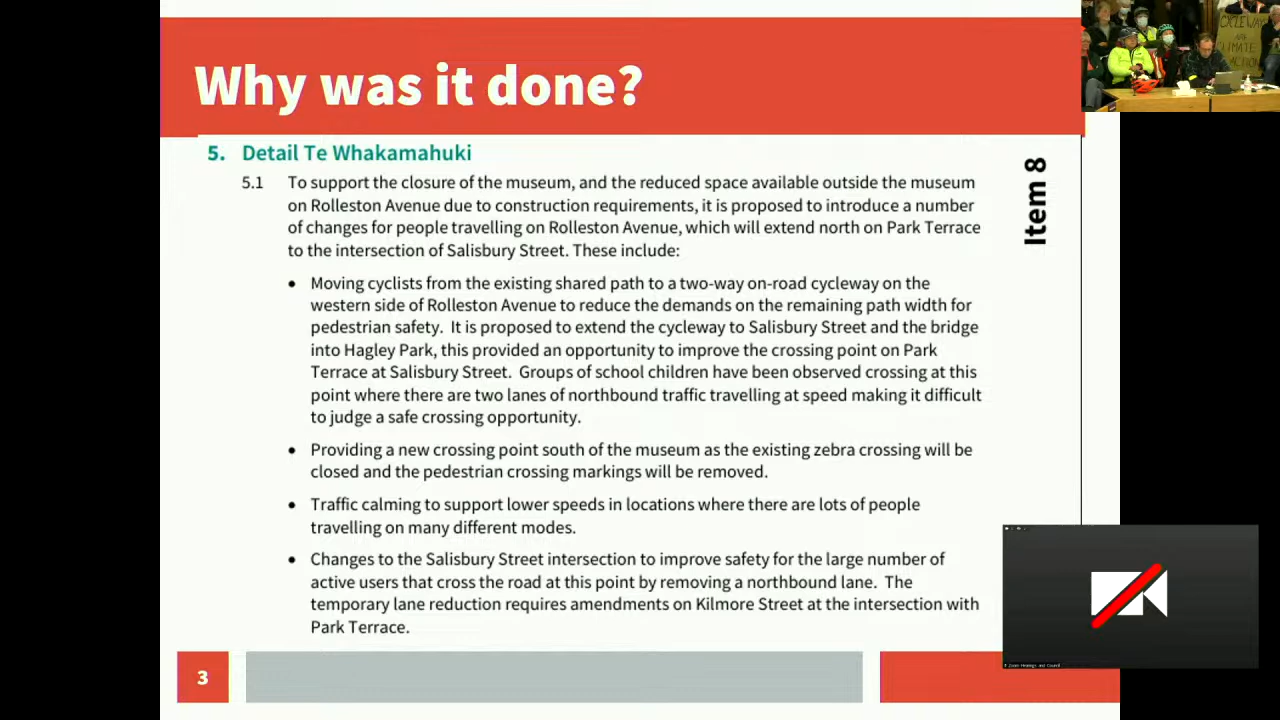 Why was it done?
5. Detail Te Whakamahuki
5.1 To support the closure of the museum, and the reduced space available outside the museum
on Rolleston Avenue due to construction requirements, it is proposed to introduce a number
of changes for people travelling on Rolleston Avenue, which will extend north on Park Terrace
to the intersection of Salisbury Street. These include:
• Moving cyclists from the existing shared path to a two-way on-road cycleway on the
western side of Rolleston Avenue to reduce the demands on the remaining path width for
pedestrian safety. It is proposed to extend the cycleway to Salisbury Street and the bridge
into Hagley Park, this provided an opportunity to improve the crossing point on Park
Terrace at Salisbury Street. Groups of school children have been observed crossing at this
point where there are two lanes of northbound traffic travelling at speed making it difficult
to judge a safe crossing opportunity.
• Providing a new crossing point south of the museum as the existing zebra crossing will be
closed and the pedestrian crossing markings will be removed.
• Traffic calming to support lower speeds in locations where there are lots of people
travelling on many different modes.
• Changes to the Salisbury Street intersection to improve safety for the large number of
active users that cross the road at this point by removing a northbound lane. The
temporary lane reduction requires amendments on Kilmore Street at the intersection with
Park Terrace.
Item 8
3
CLIMATE
ACTION